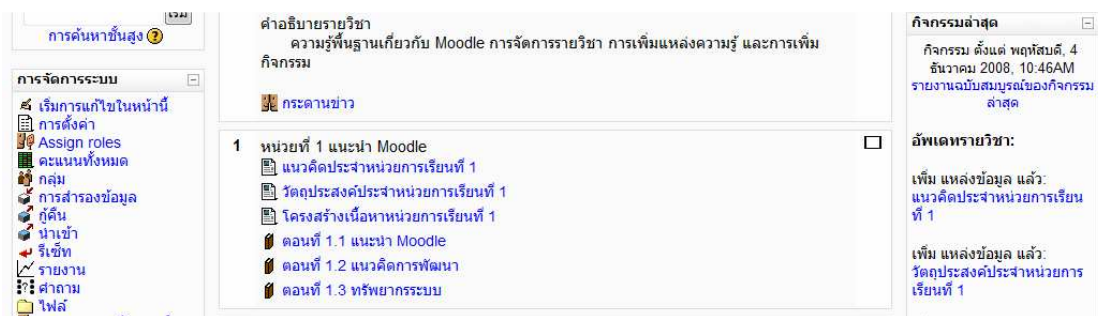 เริ่ม
การค้นหาชั้นสูง
การจัดการระบบ
เริ่มการแก้ไขในหน้านี้
การตั้งค่า
Assign roles
คะแนนทั้งหมด
กลุ่ม
การสำรองข้อมูล
กู้คืน
นำเข้า
รีเซ็ท
รายงาน
คำถาม
ไฟล์
คำอธิบายรายวิชา
ความรู้พื้นฐานเกี่ยวกับ Moodle การจัดการรายวิชา การเพิ่มแหล่งความรู้ และการเพิ่ม
กิจกรรม
กระดานข่าว
1 หน่วยที่ 1 แนะนำ Moodle
แนวคิดประจำหน่วยการเรียนที่ 1
วัตถุประสงค์ประจำหน่วยการเรียนที่ 1
โครงสร้างเนื้อหาหน่วยการเรียนที่ 1
ตอนที่ 1.1 แนะนำ Moodle
ตอนที่ 1.2 แนวคิดการพัฒนา
ตอนที่ 1.3 ทรัพยากรระบบ
กิจกรรมล่าสุด
กิจกรรม ตั้งแต่ พฤหัสบดี, 4
ธันวาคม 2008, 10:46AM
รายงานฉบับสมบูรณ์ของกิจกรรม
ล่าสุด
อัพเดทรายวิชา:
เพิ่ม แหล่งข้อมูล แล้ว:
แนวคิดประจำหน่วยการเรียน
ที่ 1
เพิ่ม แหล่งข้อมูล แล้ว:
วัตถุประสงค์ประจำหน่วยการ
เรียนที่ 1